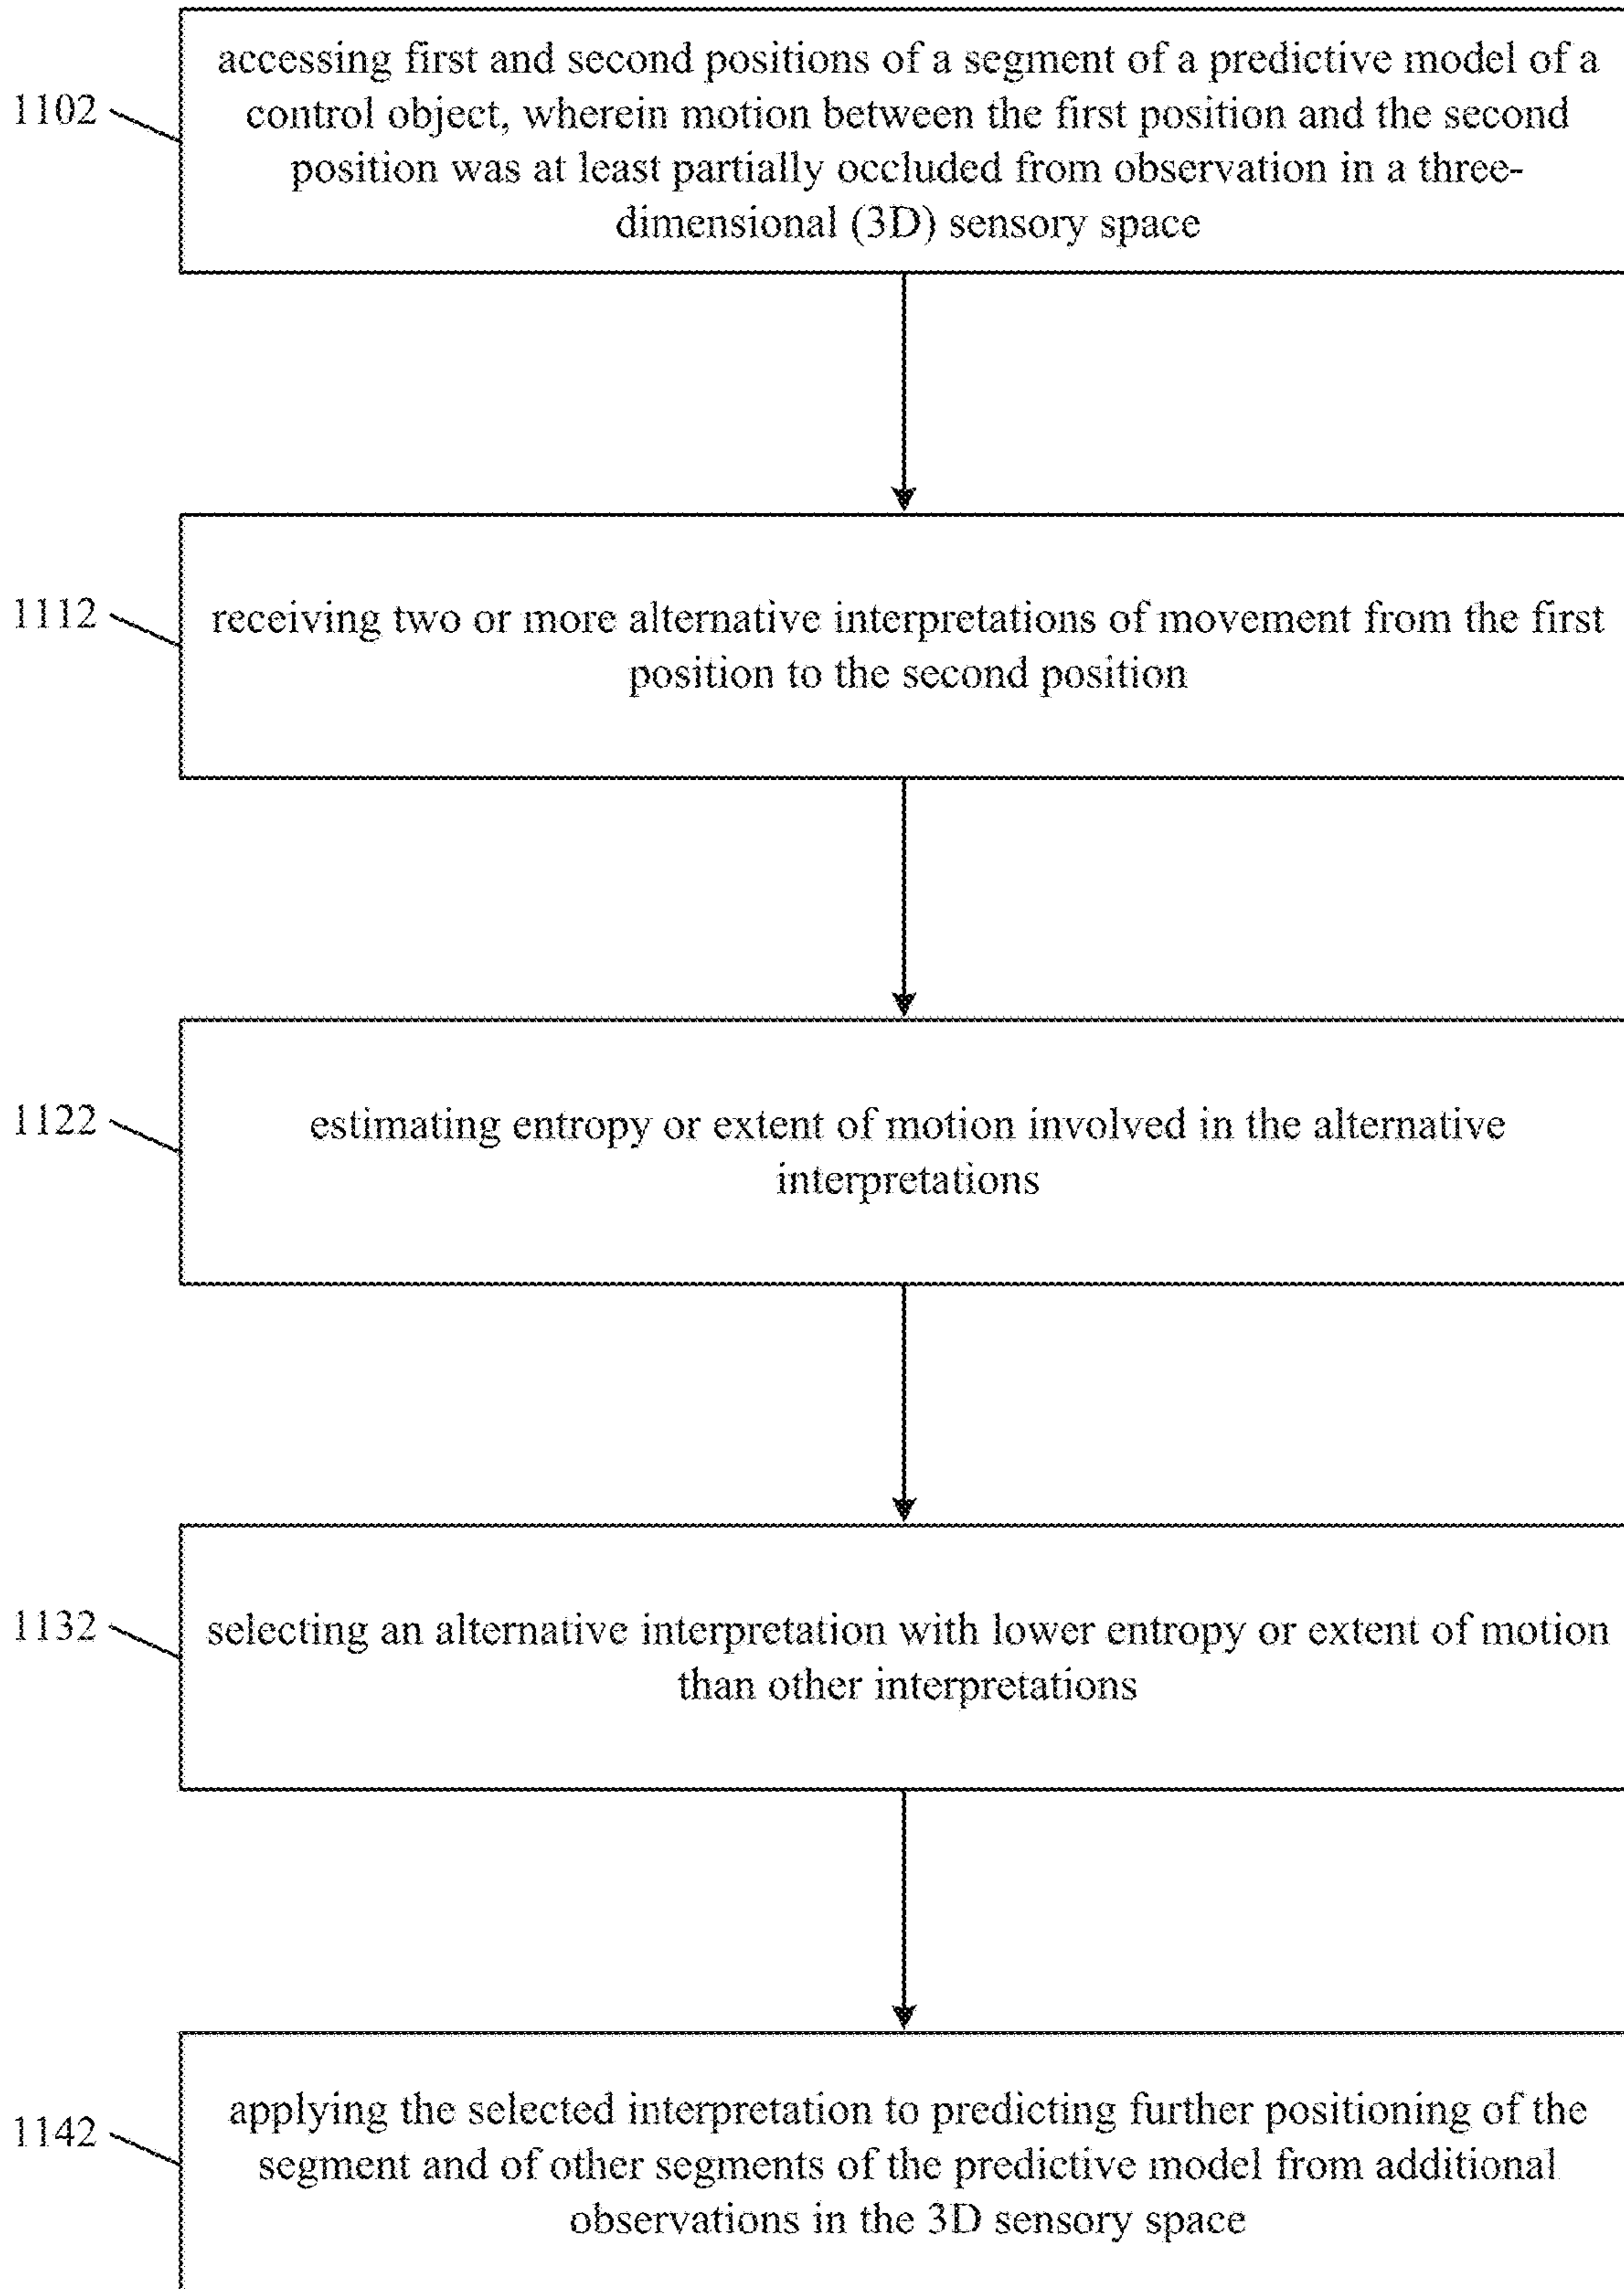 1102
accessing first and second positions of a segment of a predictive model of a
control object, wherein motion between the first position and the second
position was at least partially occluded from observation in a three-
dimensional (3D) sensory space
1112
receiving two or more alternative interpretations of movement from the first
position to the second position
1122
estimating entropy or extent of motion involved in the alternative
interpretations
1132
selecting an alternative interpretation with lower entropy or extent of motion
than other interpretations
1142
applying the selected interpretation to predicting further positioning of the
segment and of other segments of the predictive model from additional
observations in the 3D sensory space